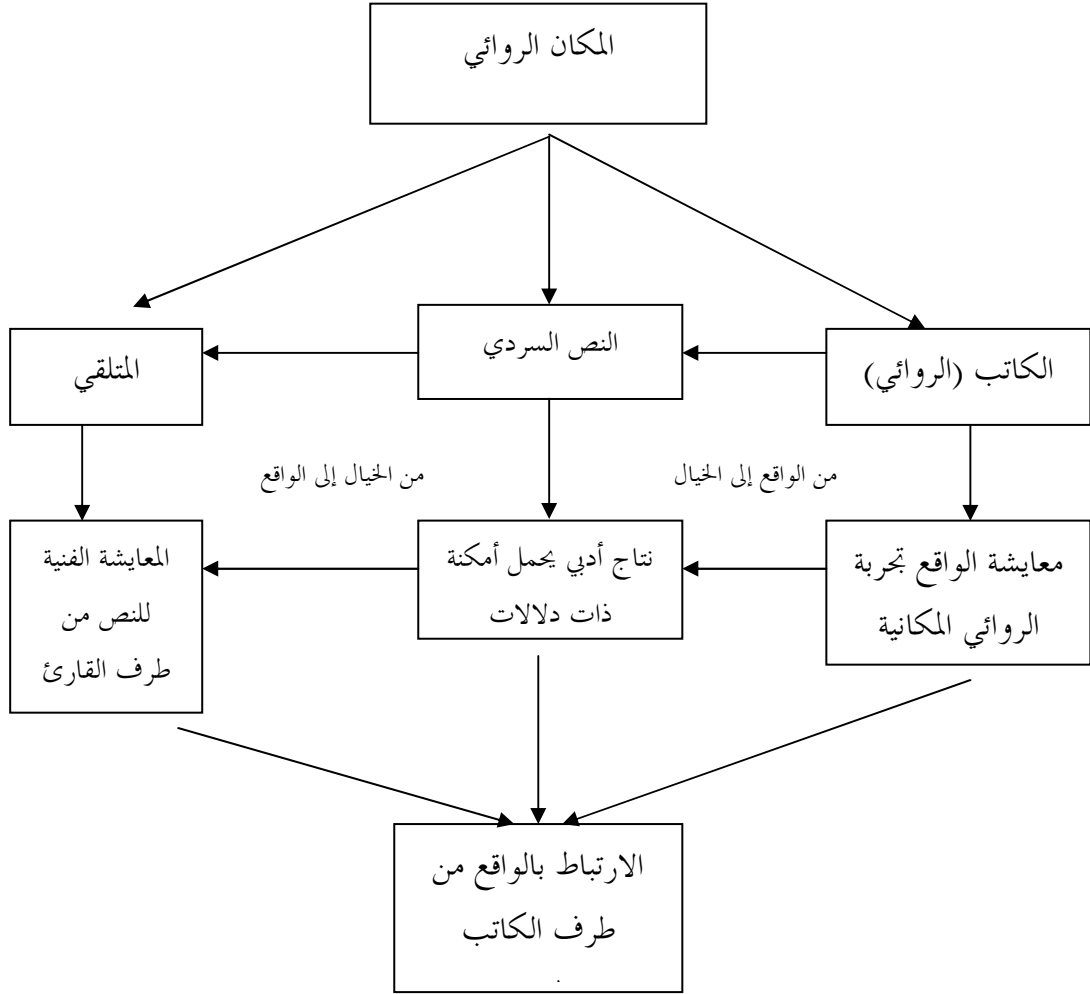 المكان الروائي
الكاتب (الروائي)
النص السردي
المتلقي
من الواقع إلى الخيال
من الخيال إلى الواقع
معايشة الواقع تجربة
الروائي المكانية
نتاج أدبي يحمل أمكنة
ذات دلالات
المعايشة الفنية
للنص من
طرف القارئ
الارتباط بالواقع من
طرف الكاتب
.